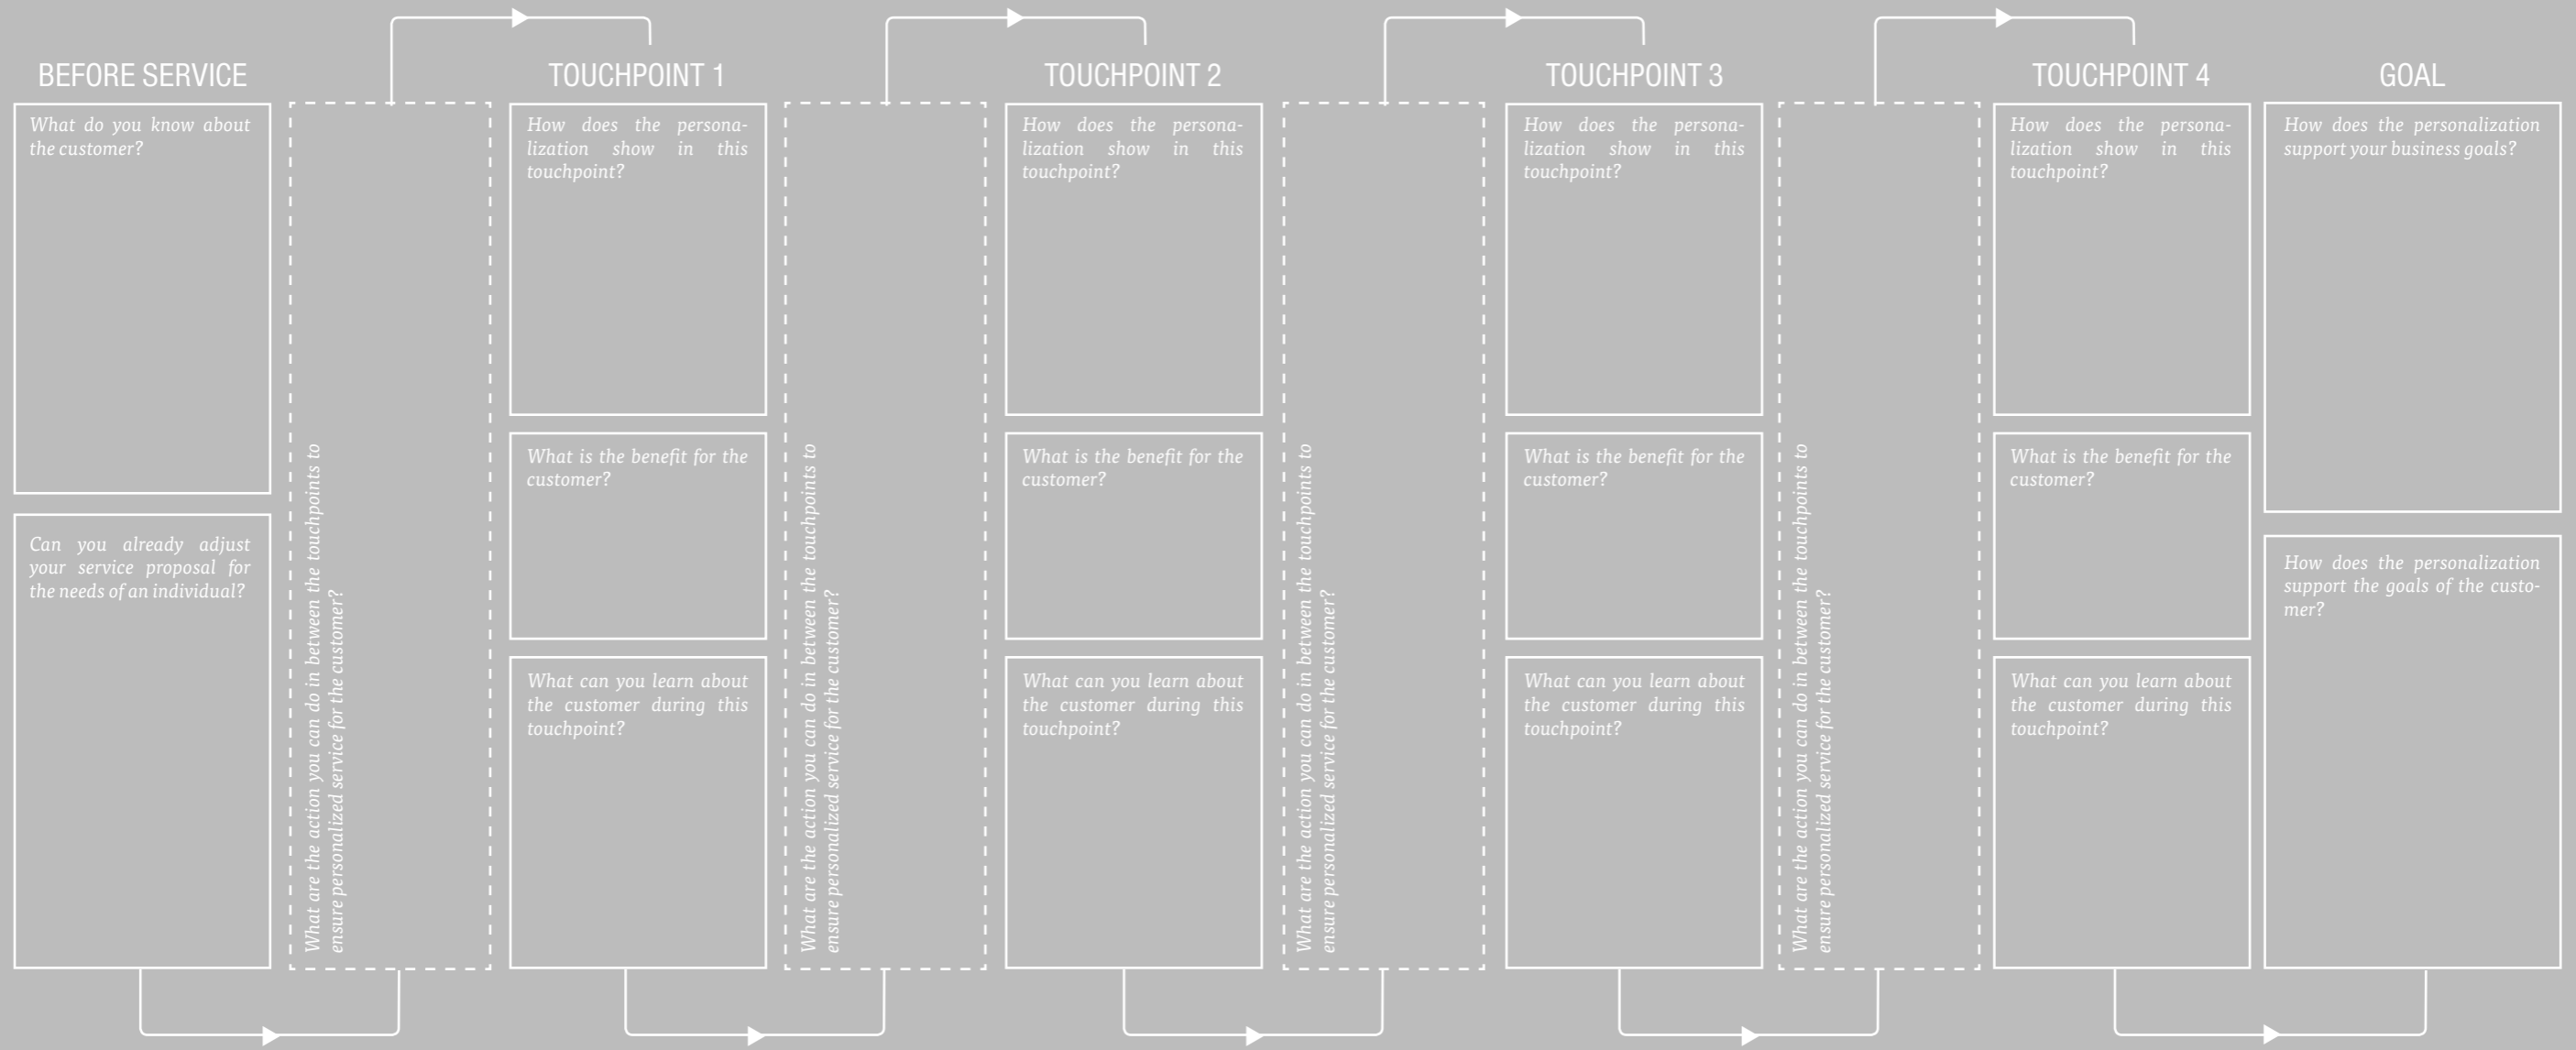 BEFORE SERVICE
What do you know about
the customer?
Can you already adjust
your service proposal for
the needs of an individual?
What are the action you can do in between the touchpoints to
ensure personalized service for the customer?
TOUCHPOINT 1
How does the persona-
lization show in this
touchpoint?
What is the benefit for the
customer?
What can you learn about
the customer during this
touchpoint?
What are the action you can do in between the touchpoints to
ensure personalized service for the customer?
TOUCHPOINT 2
How does the persona-
lization show in this
touchpoint?
What is the benefit for the
customer?
What can you learn about
the customer during this
touchpoint?
What are the action you can do in between the touchpoints to
ensure personalized service for the customer?
TOUCHPOINT 3
How does the persona-
lization show in this
touchpoint?
What is the benefit for the
customer?
What can you learn about
the customer during this
touchpoint?
What are the action you can do in between the touchpoints to
ensure personalized service for the customer?
TOUCHPOINT 4
How does the persona-
lization show in this
touchpoint?
What is the benefit for the
customer?
What can you learn about
the customer during this
touchpoint?
GOAL
How does the personalization
support your business goals?
How does the personalization
support the goals of the custo-
mer?